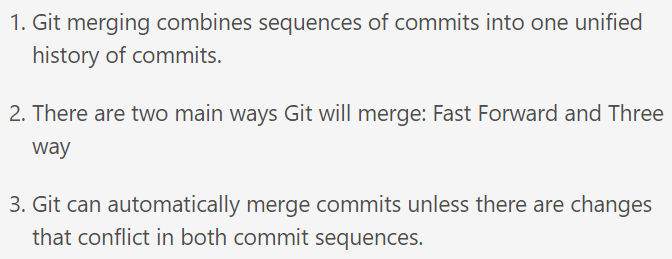 1. Git merging combines sequences of commits into one unified
history of commits.
2. There are two main ways Git will merge: Fast Forward and Three
way
3. Git can automatically merge commits unless there are changes
that conflict in both commit sequences.